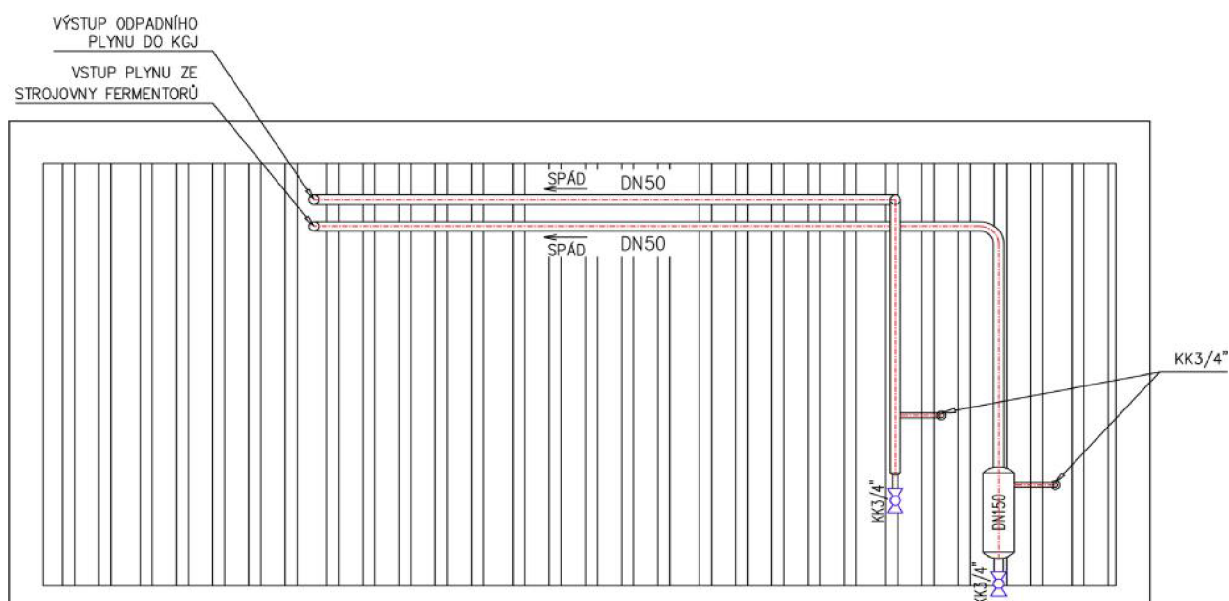 VÝSTUP ODPADNÍHO
PLYNU DO KGJ
VSTUP PLYNU ZE
STROJOVNY FERMENTORŮ
SPÁD
DN50
SPÁD
DN50
KK3/4"
KK3/4"
DN150
KK3/4"